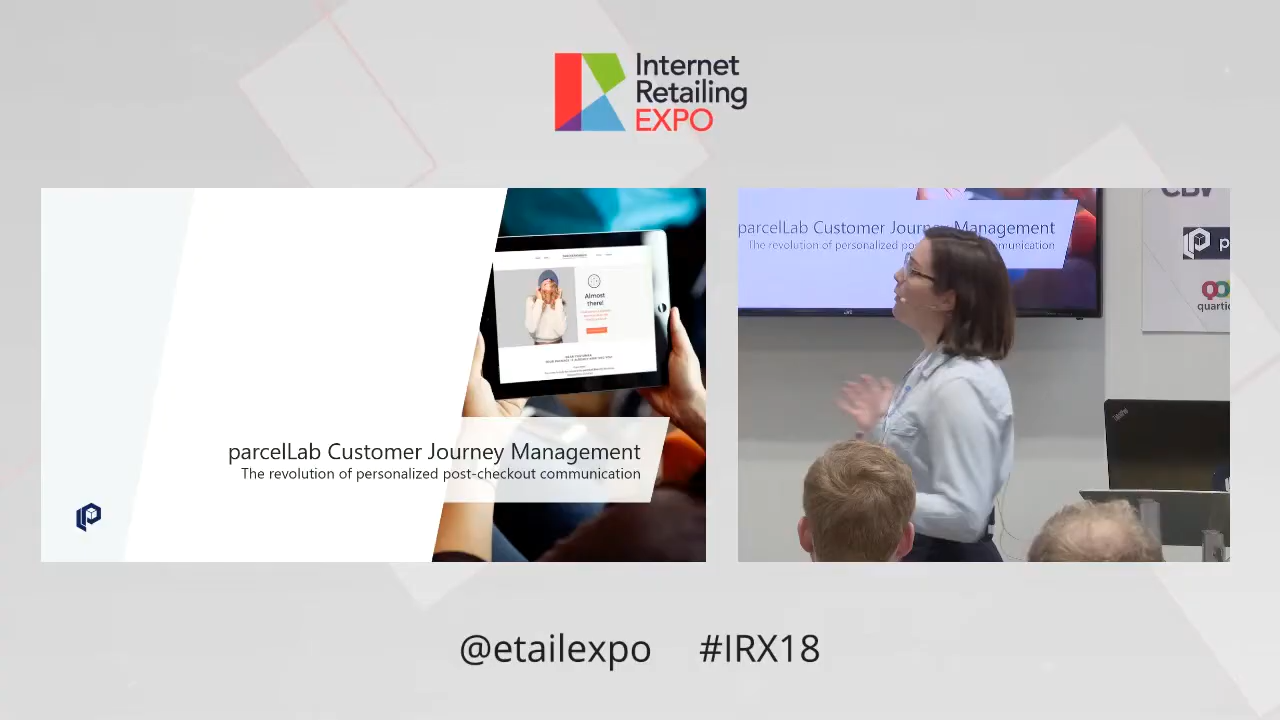 Internet
Retailing
EXPO
Almost
there!
parcelLab Customer Journey Management
The revolution of personalized post-checkout communication
CBV
parcelLab Customer Journey Management
The revolution of personalized communication
p
quartic
ThinkPad
@etailexpo #IRX18